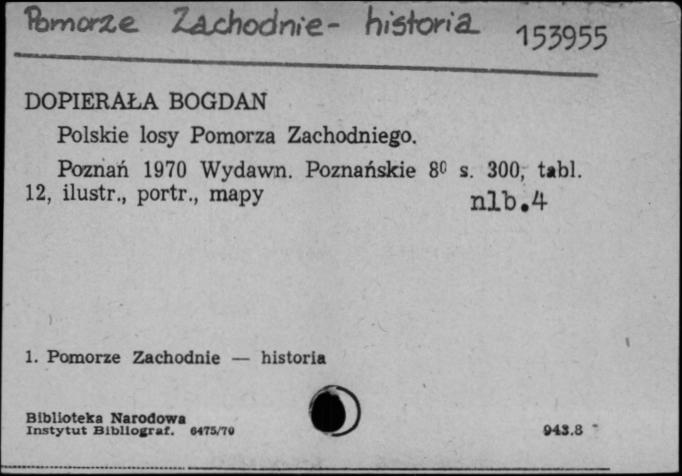 Pomorze Zachodnie - historia 153955
DOPIERAŁA BOGDAN
Polskie losy Pomorza Zachodniego.
Poznań 1970 Wydawn. Poznańskie 8⁰ s. 300, tabl.
12, ilustr., portr., mapy nlb.4
1. Pomorze Zachodnie — historia
Biblioteka Narodowa
Instytut Bibliograf. 6475/70 943.8